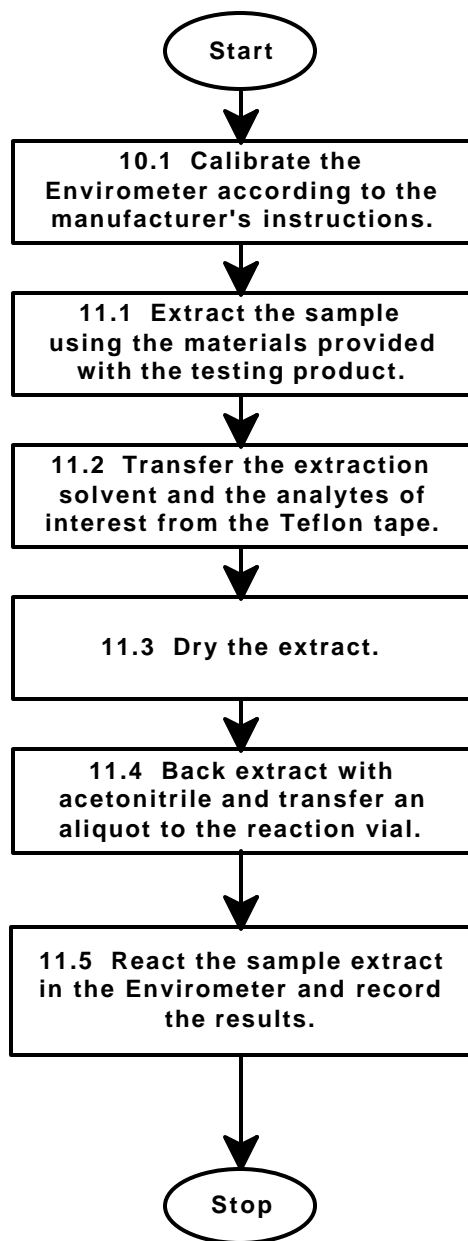 Start
10.1 Calibrate the
Envirometer according to the
manufacturer's instructions.
11.1 Extract the sample
using the materials provided
with the testing product.
11.2 Transfer the extraction
solvent and the analytes of
interest from the Teflon tape.
11.3 Dry the extract.
11.4 Back extract with
acetonitrile and transfer an
aliquot to the reaction vial.
11.5 React the sample extract
in the Envirometer and record
the results.
Stop